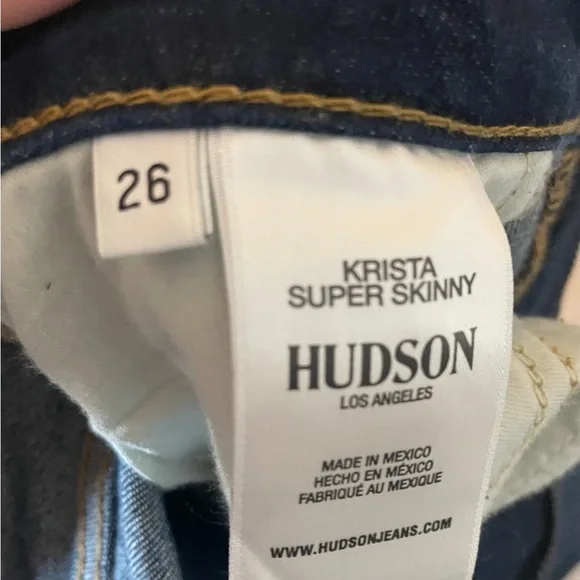 26
KRISTA
SUPER SKINNY
HUDSON
LOS ANGELES
MADE IN MEXICO
HECHO EN MÉXICO
FABRIQUÉ AU MEXIQUE
WWW.HUDSONJEANS.COM